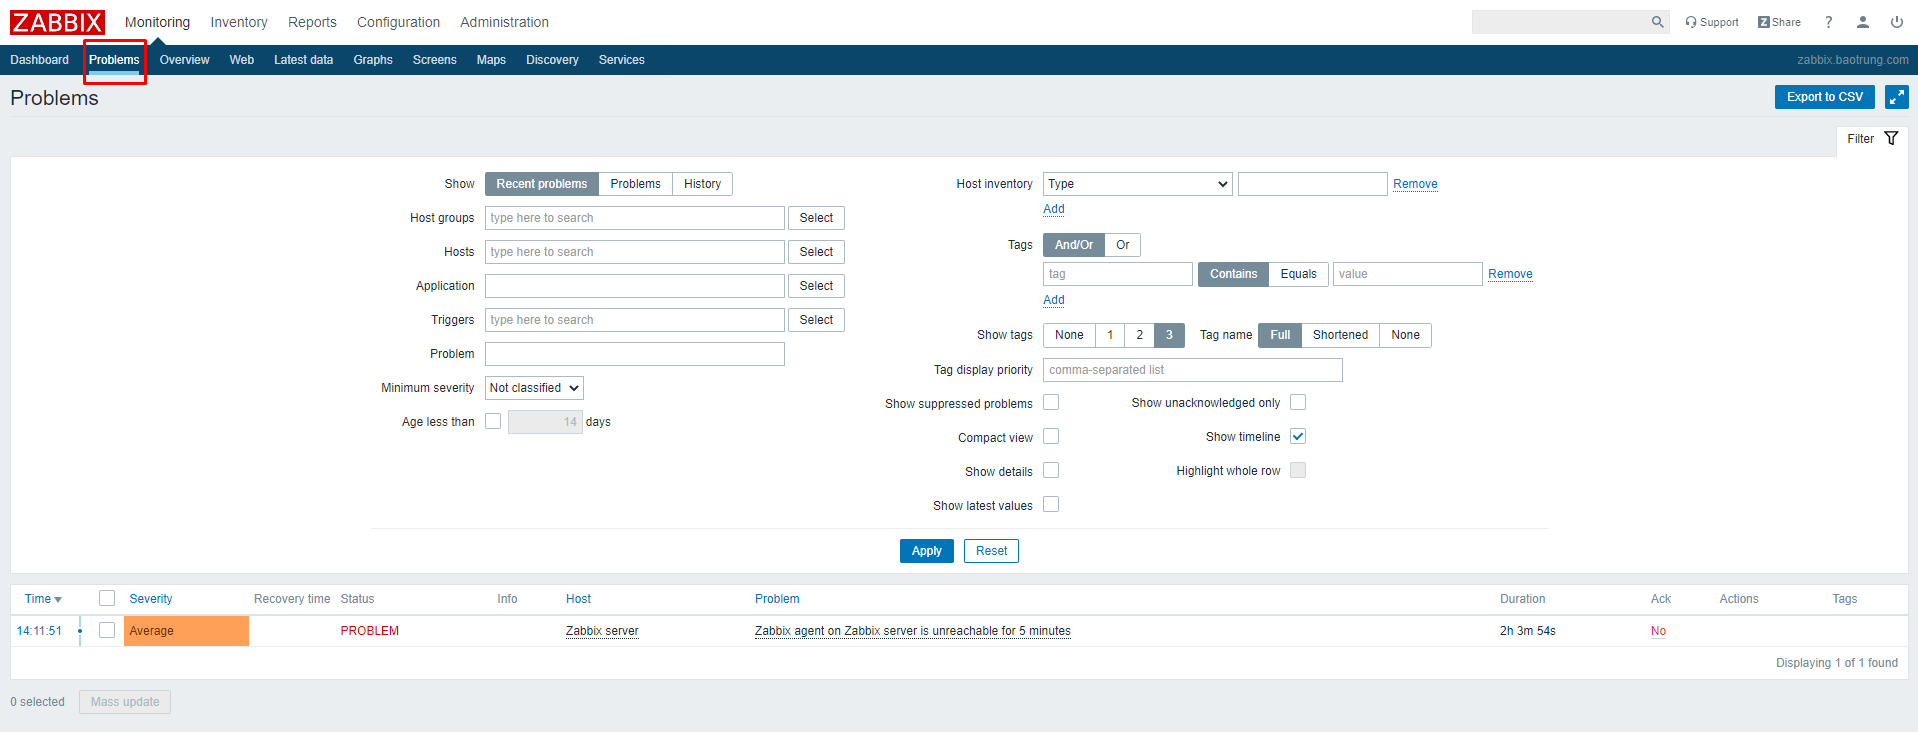 ZABBIX Monitoring Inventory Reports Configuration Administration Support Z Share ?
Dashboard Problems Overview Web Latest data Graphs Screens Maps Discovery Services zabbix.baotrung.com
Problems Export to CSV
Filter
Show Recent problems Problems History Host inventory Type Remove
Add
Host groups type here to search Select
Tags And/Or Or
Hosts type here to search Select
tag Contains Equals value Remove
Application Select
Add
Triggers type here to search Select
Show tags None 1 2 3 Tag name Full Shortened None
Problem
Tag display priority comma-separated list
Minimum severity Not classified
Show suppressed problems Show unacknowledged only
Age less than 14 days
Compact view Show timeline
Show details Highlight whole row
Show latest values
Apply Reset
Time Severity Recovery time Status Info Host Problem Duration Ack Actions Tags
14:11:51 Average PROBLEM Zabbix server Zabbix agent on Zabbix server is unreachable for 5 minutes 2h 3m 54s No
Displaying 1 of 1 found
0 selected Mass update